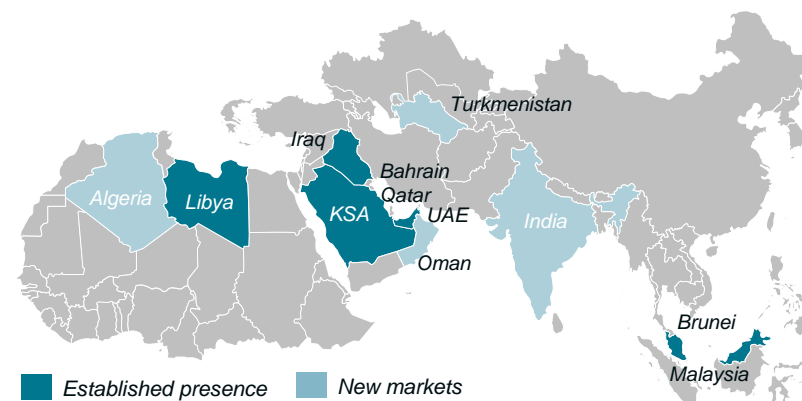 Turkmenistan
Iraq
Bahrain
Algeria
Libya
KSA
Qatar
UAE
India
Oman
Brunei
Malaysia
Established presence
New markets